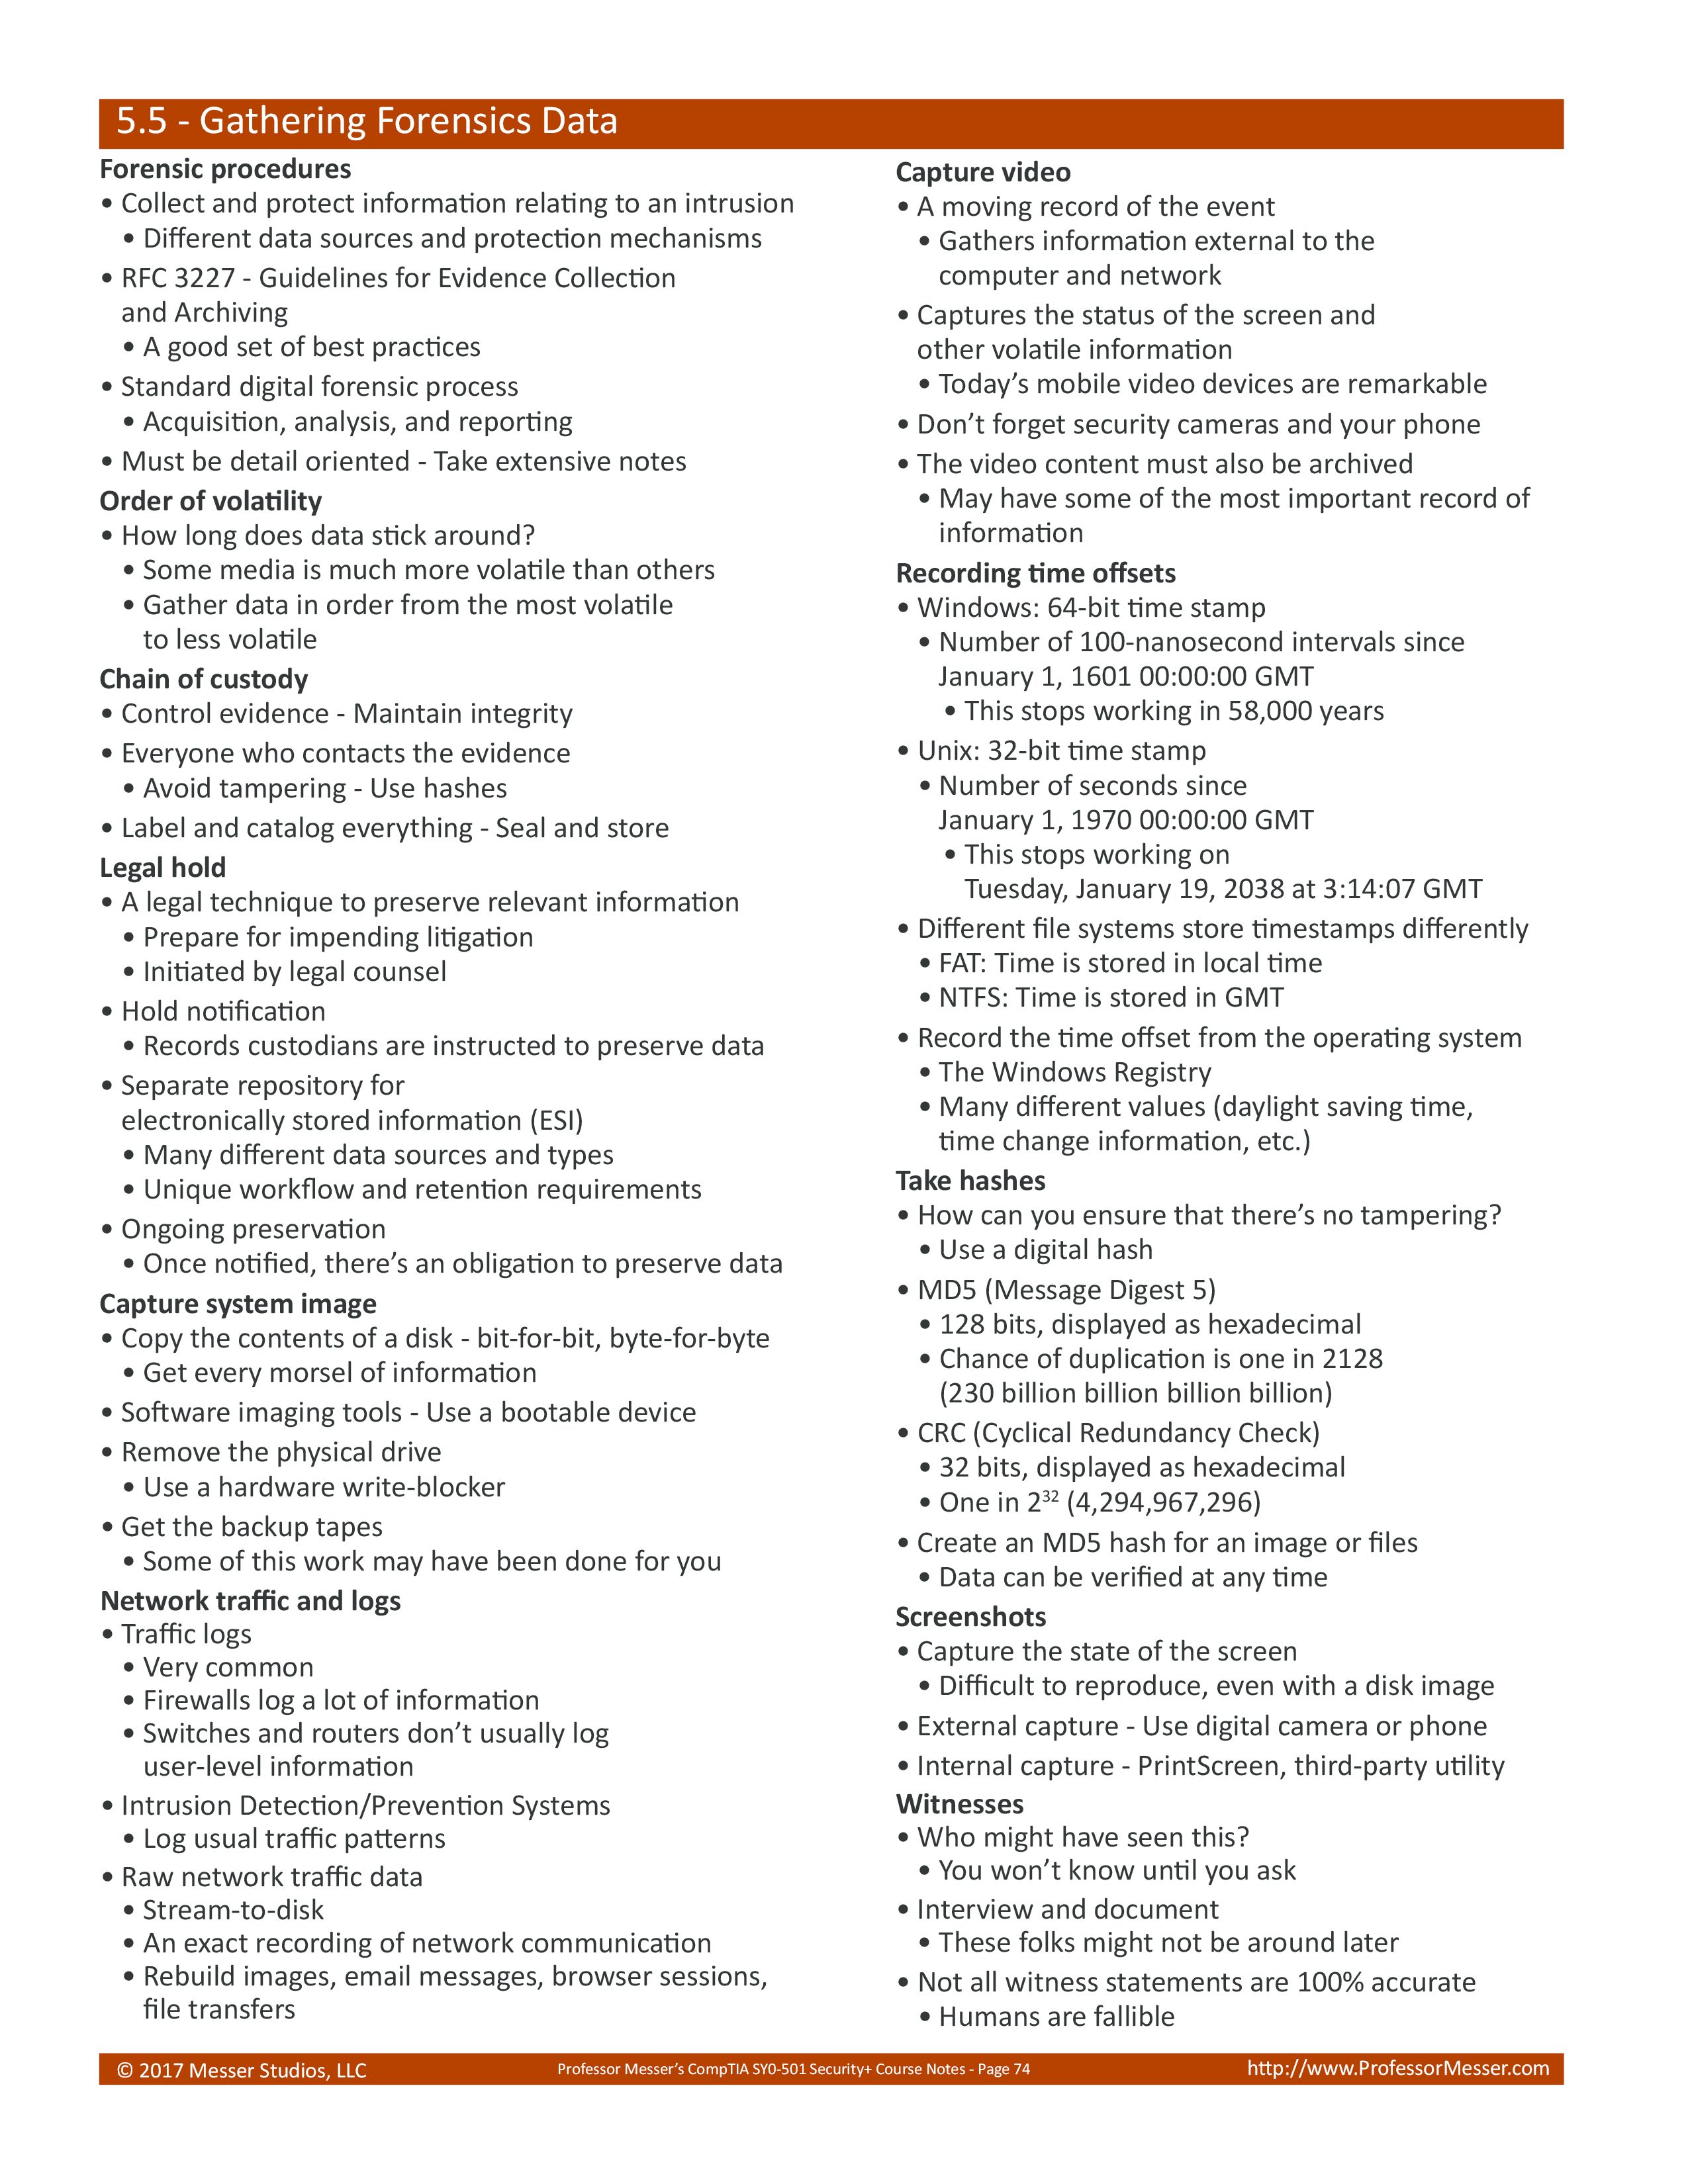 5.5 - Gathering Forensics Data
Forensic procedures
• Collect and protect information relating to an intrusion
• Different data sources and protection mechanisms
• RFC 3227 - Guidelines for Evidence Collection
and Archiving
• A good set of best practices
• Standard digital forensic process
• Acquisition, analysis, and reporting
• Must be detail oriented - Take extensive notes
Order of volatility
• How long does data stick around?
• Some media is much more volatile than others
• Gather data in order from the most volatile
to less volatile
Chain of custody
• Control evidence - Maintain integrity
• Everyone who contacts the evidence
• Avoid tampering - Use hashes
• Label and catalog everything - Seal and store
Legal hold
• A legal technique to preserve relevant information
• Prepare for impending litigation
• Initiated by legal counsel
• Hold notification
• Records custodians are instructed to preserve data
• Separate repository for
electronically stored information (ESI)
• Many different data sources and types
• Unique workflow and retention requirements
• Ongoing preservation
• Once notified, there’s an obligation to preserve data
Capture system image
• Copy the contents of a disk - bit-for-bit, byte-for-byte
• Get every morsel of information
• Software imaging tools - Use a bootable device
• Remove the physical drive
• Use a hardware write-blocker
• Get the backup tapes
• Some of this work may have been done for you
Network traffic and logs
• Traffic logs
• Very common
• Firewalls log a lot of information
• Switches and routers don’t usually log
user-level information
• Intrusion Detection/Prevention Systems
• Log usual traffic patterns
• Raw network traffic data
• Stream-to-disk
• An exact recording of network communication
• Rebuild images, email messages, browser sessions,
file transfers
Capture video
• A moving record of the event
• Gathers information external to the
computer and network
• Captures the status of the screen and
other volatile information
• Today’s mobile video devices are remarkable
• Don’t forget security cameras and your phone
• The video content must also be archived
• May have some of the most important record of
information
Recording time offsets
• Windows: 64-bit time stamp
• Number of 100-nanosecond intervals since
January 1, 1601 00:00:00 GMT
• This stops working in 58,000 years
• Unix: 32-bit time stamp
• Number of seconds since
January 1, 1970 00:00:00 GMT
• This stops working on
Tuesday, January 19, 2038 at 3:14:07 GMT
• Different file systems store timestamps differently
• FAT: Time is stored in local time
• NTFS: Time is stored in GMT
• Record the time offset from the operating system
• The Windows Registry
• Many different values (daylight saving time,
time change information, etc.)
Take hashes
• How can you ensure that there’s no tampering?
• Use a digital hash
• MD5 (Message Digest 5)
• 128 bits, displayed as hexadecimal
• Chance of duplication is one in 2128
(230 billion billion billion billion)
• CRC (Cyclical Redundancy Check)
• 32 bits, displayed as hexadecimal
• One in 2³² (4,294,967,296)
• Create an MD5 hash for an image or files
• Data can be verified at any time
Screenshots
• Capture the state of the screen
• Difficult to reproduce, even with a disk image
• External capture - Use digital camera or phone
• Internal capture - PrintScreen, third-party utility
Witnesses
• Who might have seen this?
• You won’t know until you ask
• Interview and document
• These folks might not be around later
• Not all witness statements are 100% accurate
• Humans are fallible
© 2017 Messer Studios, LLC
Professor Messer’s CompTIA SY0-501 Security+ Course Notes - Page 74
http://www.ProfessorMesser.com